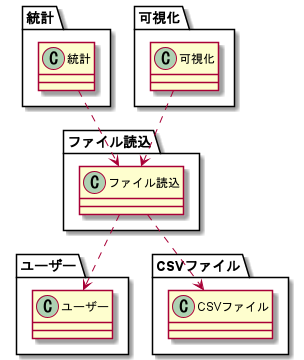 統計
可視化
C 統計
C 可視化
ファイル読込
C ファイル読込
ユーザー
CSVファイル
C ユーザー
C CSVファイル